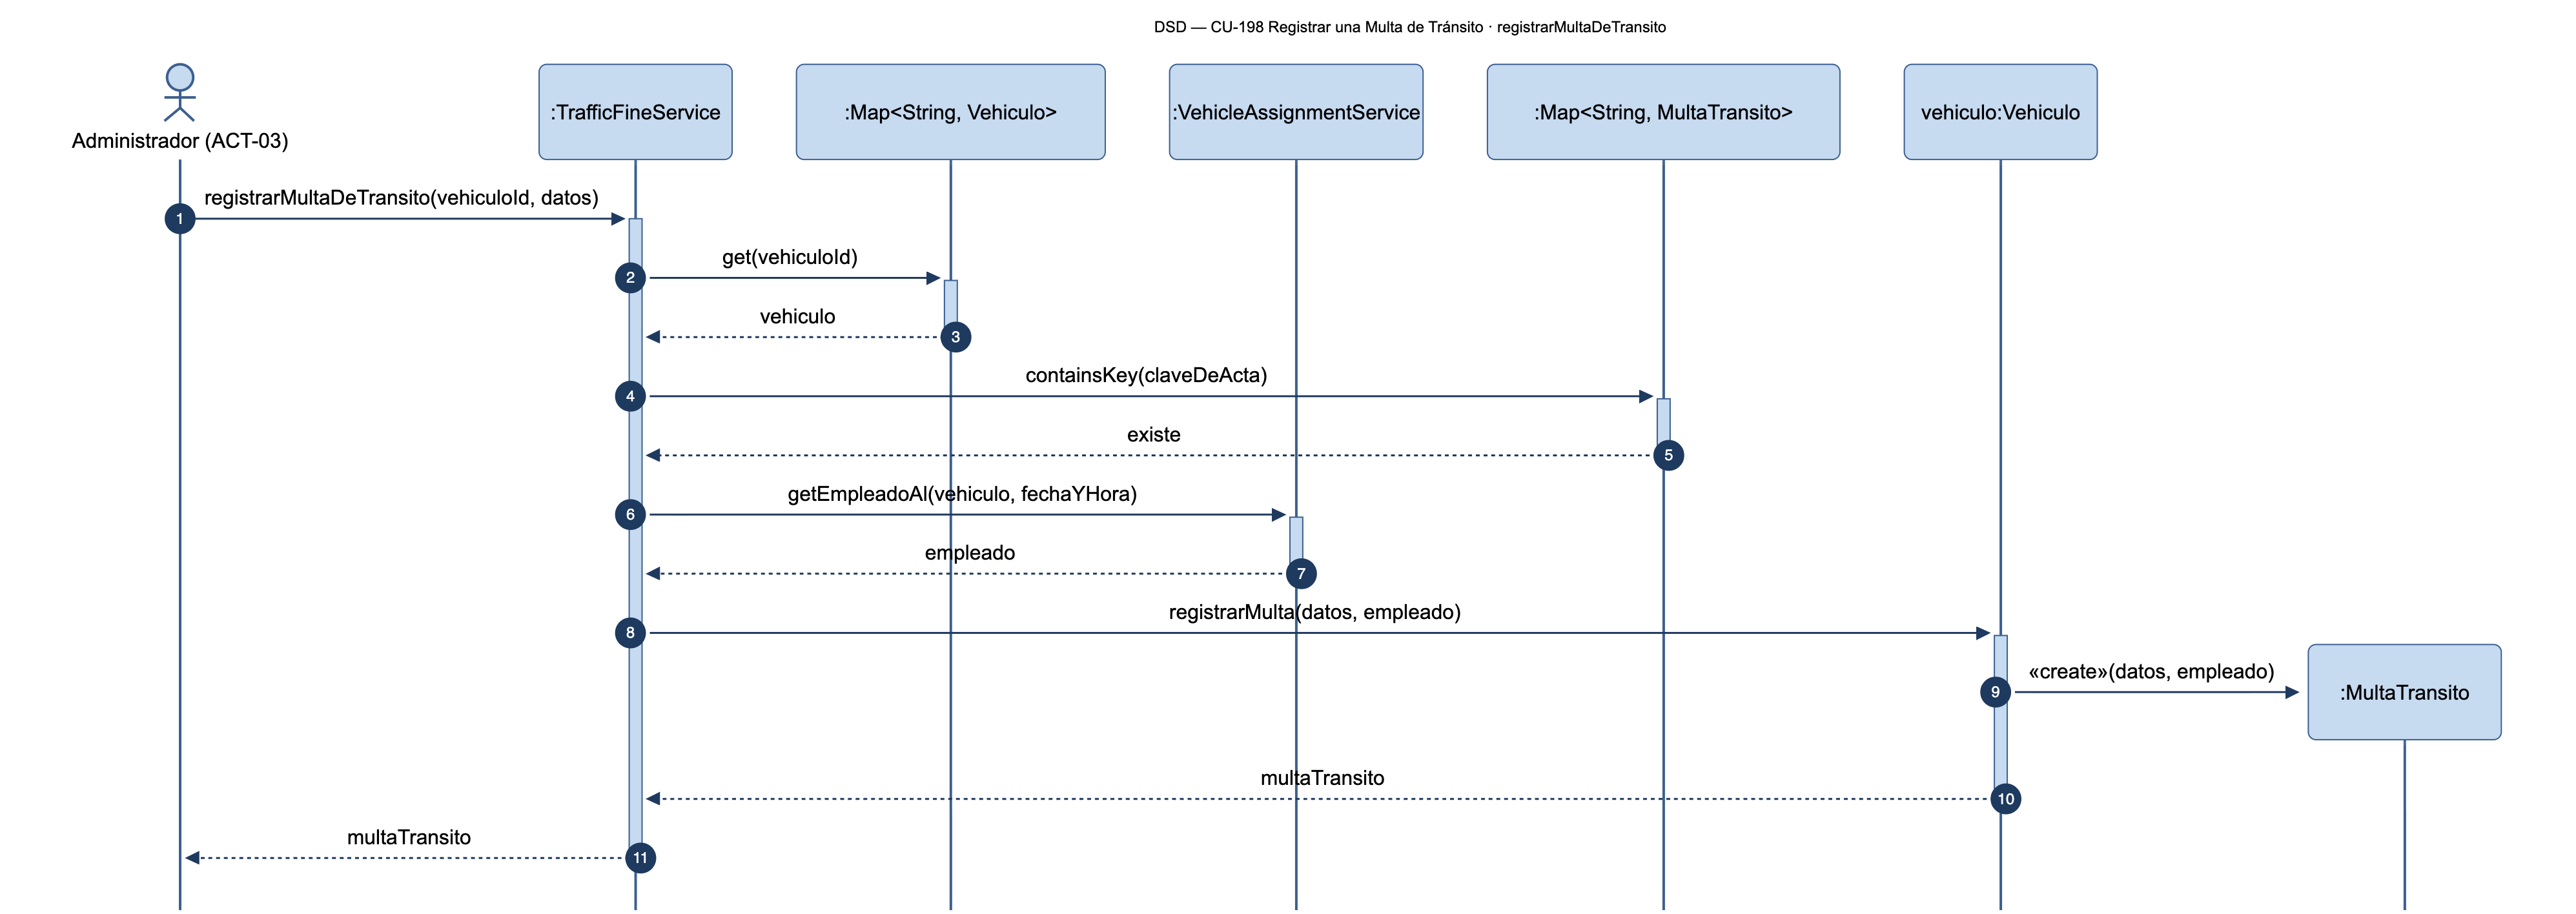 DSD — CU-198 Registrar una Multa de Tránsito · registrarMultaDeTransito
Administrador (ACT-03)
:TrafficFineService
:Map<String, Vehiculo>
:VehicleAssignmentService
:Map<String, MultaTransito>
vehiculo:Vehiculo
registrarMultaDeTransito(vehiculoId, datos)
1
get(vehiculoId)
2
vehiculo
3
containsKey(claveDeActa)
4
existe
5
getEmpleadoAl(vehiculo, fechaYHora)
6
empleado
7
registrarMulta(datos, empleado)
8
«create»(datos, empleado)
9
:MultaTransito
multaTransito
10
multaTransito
11